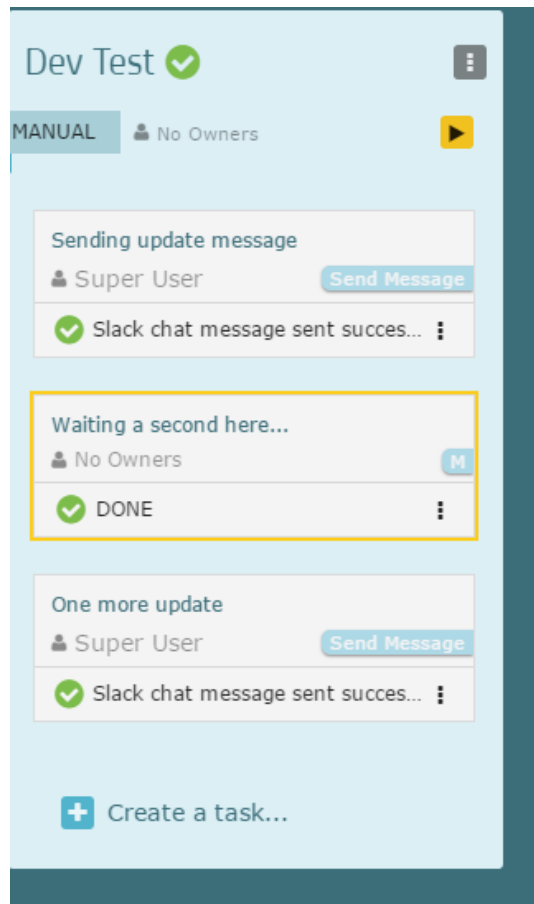 Dev Test
MANUAL No Owners
Sending update message
Super User Send Message
Slack chat message sent succes...
Waiting a second here...
No Owners M
DONE
One more update
Super User Send Message
Slack chat message sent succes...
Create a task...